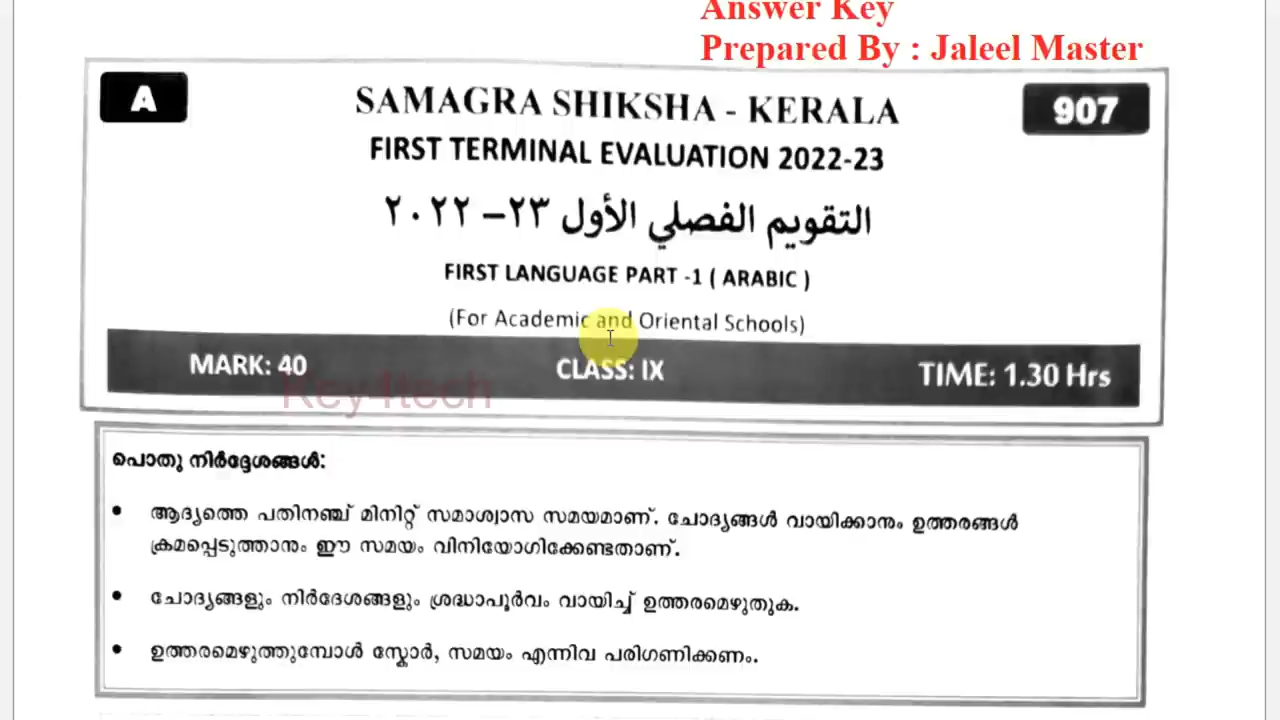 Answer Key
Prepared By : Jaleel Master
A
SAMAGRA SHIKSHA - KERALA
907
FIRST TERMINAL EVALUATION 2022-23
التقويم الفصلي الأول ٢٣– ٢٠٢٢
FIRST LANGUAGE PART -1 ( ARABIC )
(For Academic and Oriental Schools)
MARK: 40 CLASS: IX TIME: 1.30 Hrs
Key4tech
പൊതു നിർദ്ദേശങ്ങൾ:
• ആദ്യത്തെ പതിനഞ്ച് മിനിറ്റ് സമാശ്വാസ സമയമാണ്. ചോദ്യങ്ങൾ വായിക്കാനും ഉത്തരങ്ങൾ
ക്രമപ്പെടുത്താനും ഈ സമയം വിനിയോഗിക്കേണ്ടതാണ്.
• ചോദ്യങ്ങളും നിർദേശങ്ങളും ശ്രദ്ധാപൂർവം വായിച്ച് ഉത്തരമെഴുതുക.
• ഉത്തരമെഴുത്തുമ്പോൾ സ്കോർ, സമയം എന്നിവ പരിഗണിക്കണം.